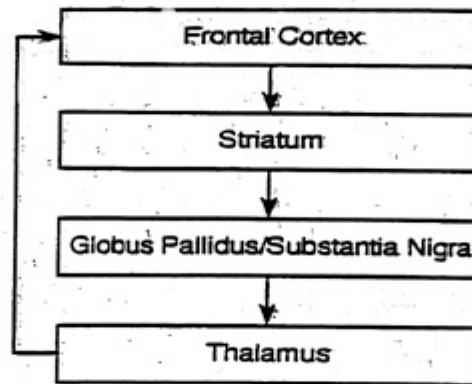 Frontal Cortex
Striatum
Globus Pallidus/Substantia Nigra
Thalamus